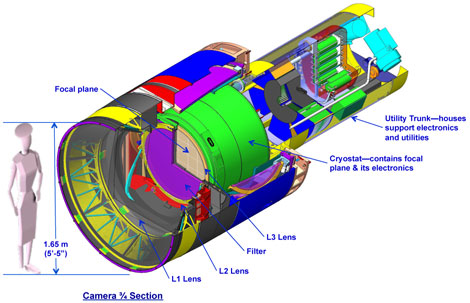 Focal plane
Utility Trunk—houses
support electronics
and utilities
Cryostat—contains focal
plane & its electronics
L3 Lens
Filter
L2 Lens
L1 Lens
1.65 m
(5'-5")
Camera ¾ Section